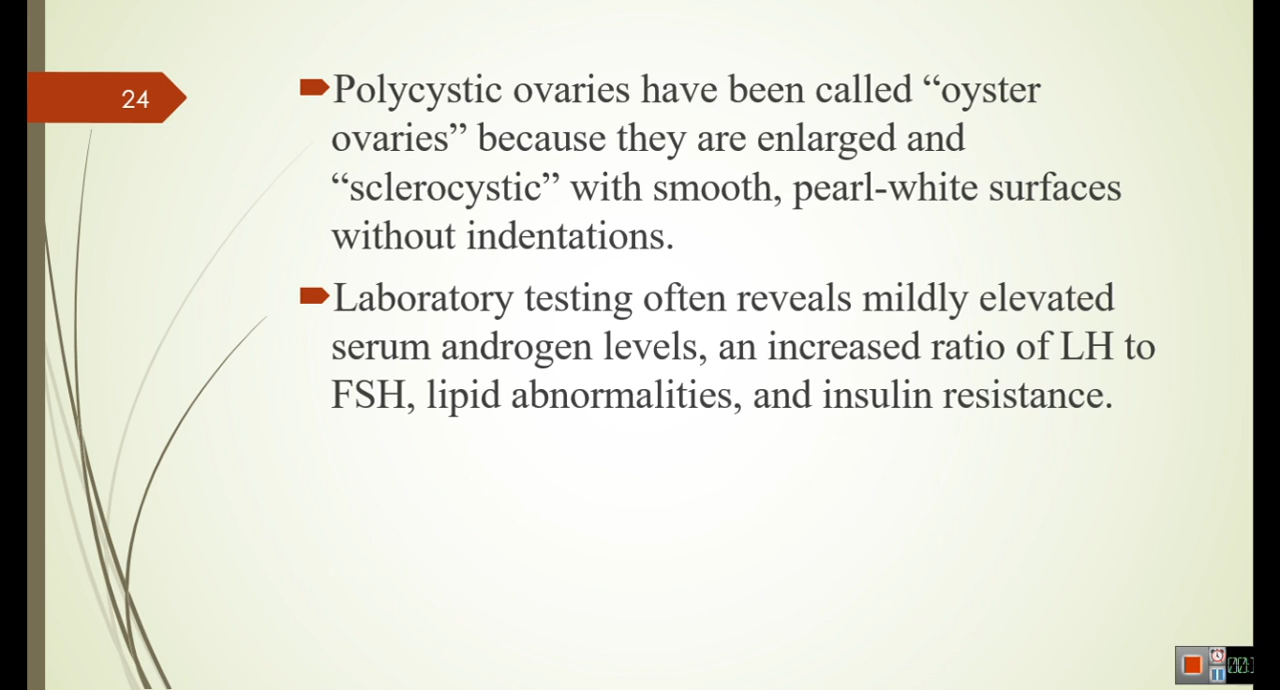 24
Polycystic ovaries have been called “oyster
ovaries” because they are enlarged and
“sclerocystic” with smooth, pearl-white surfaces
without indentations.
Laboratory testing often reveals mildly elevated
serum androgen levels, an increased ratio of LH to
FSH, lipid abnormalities, and insulin resistance.